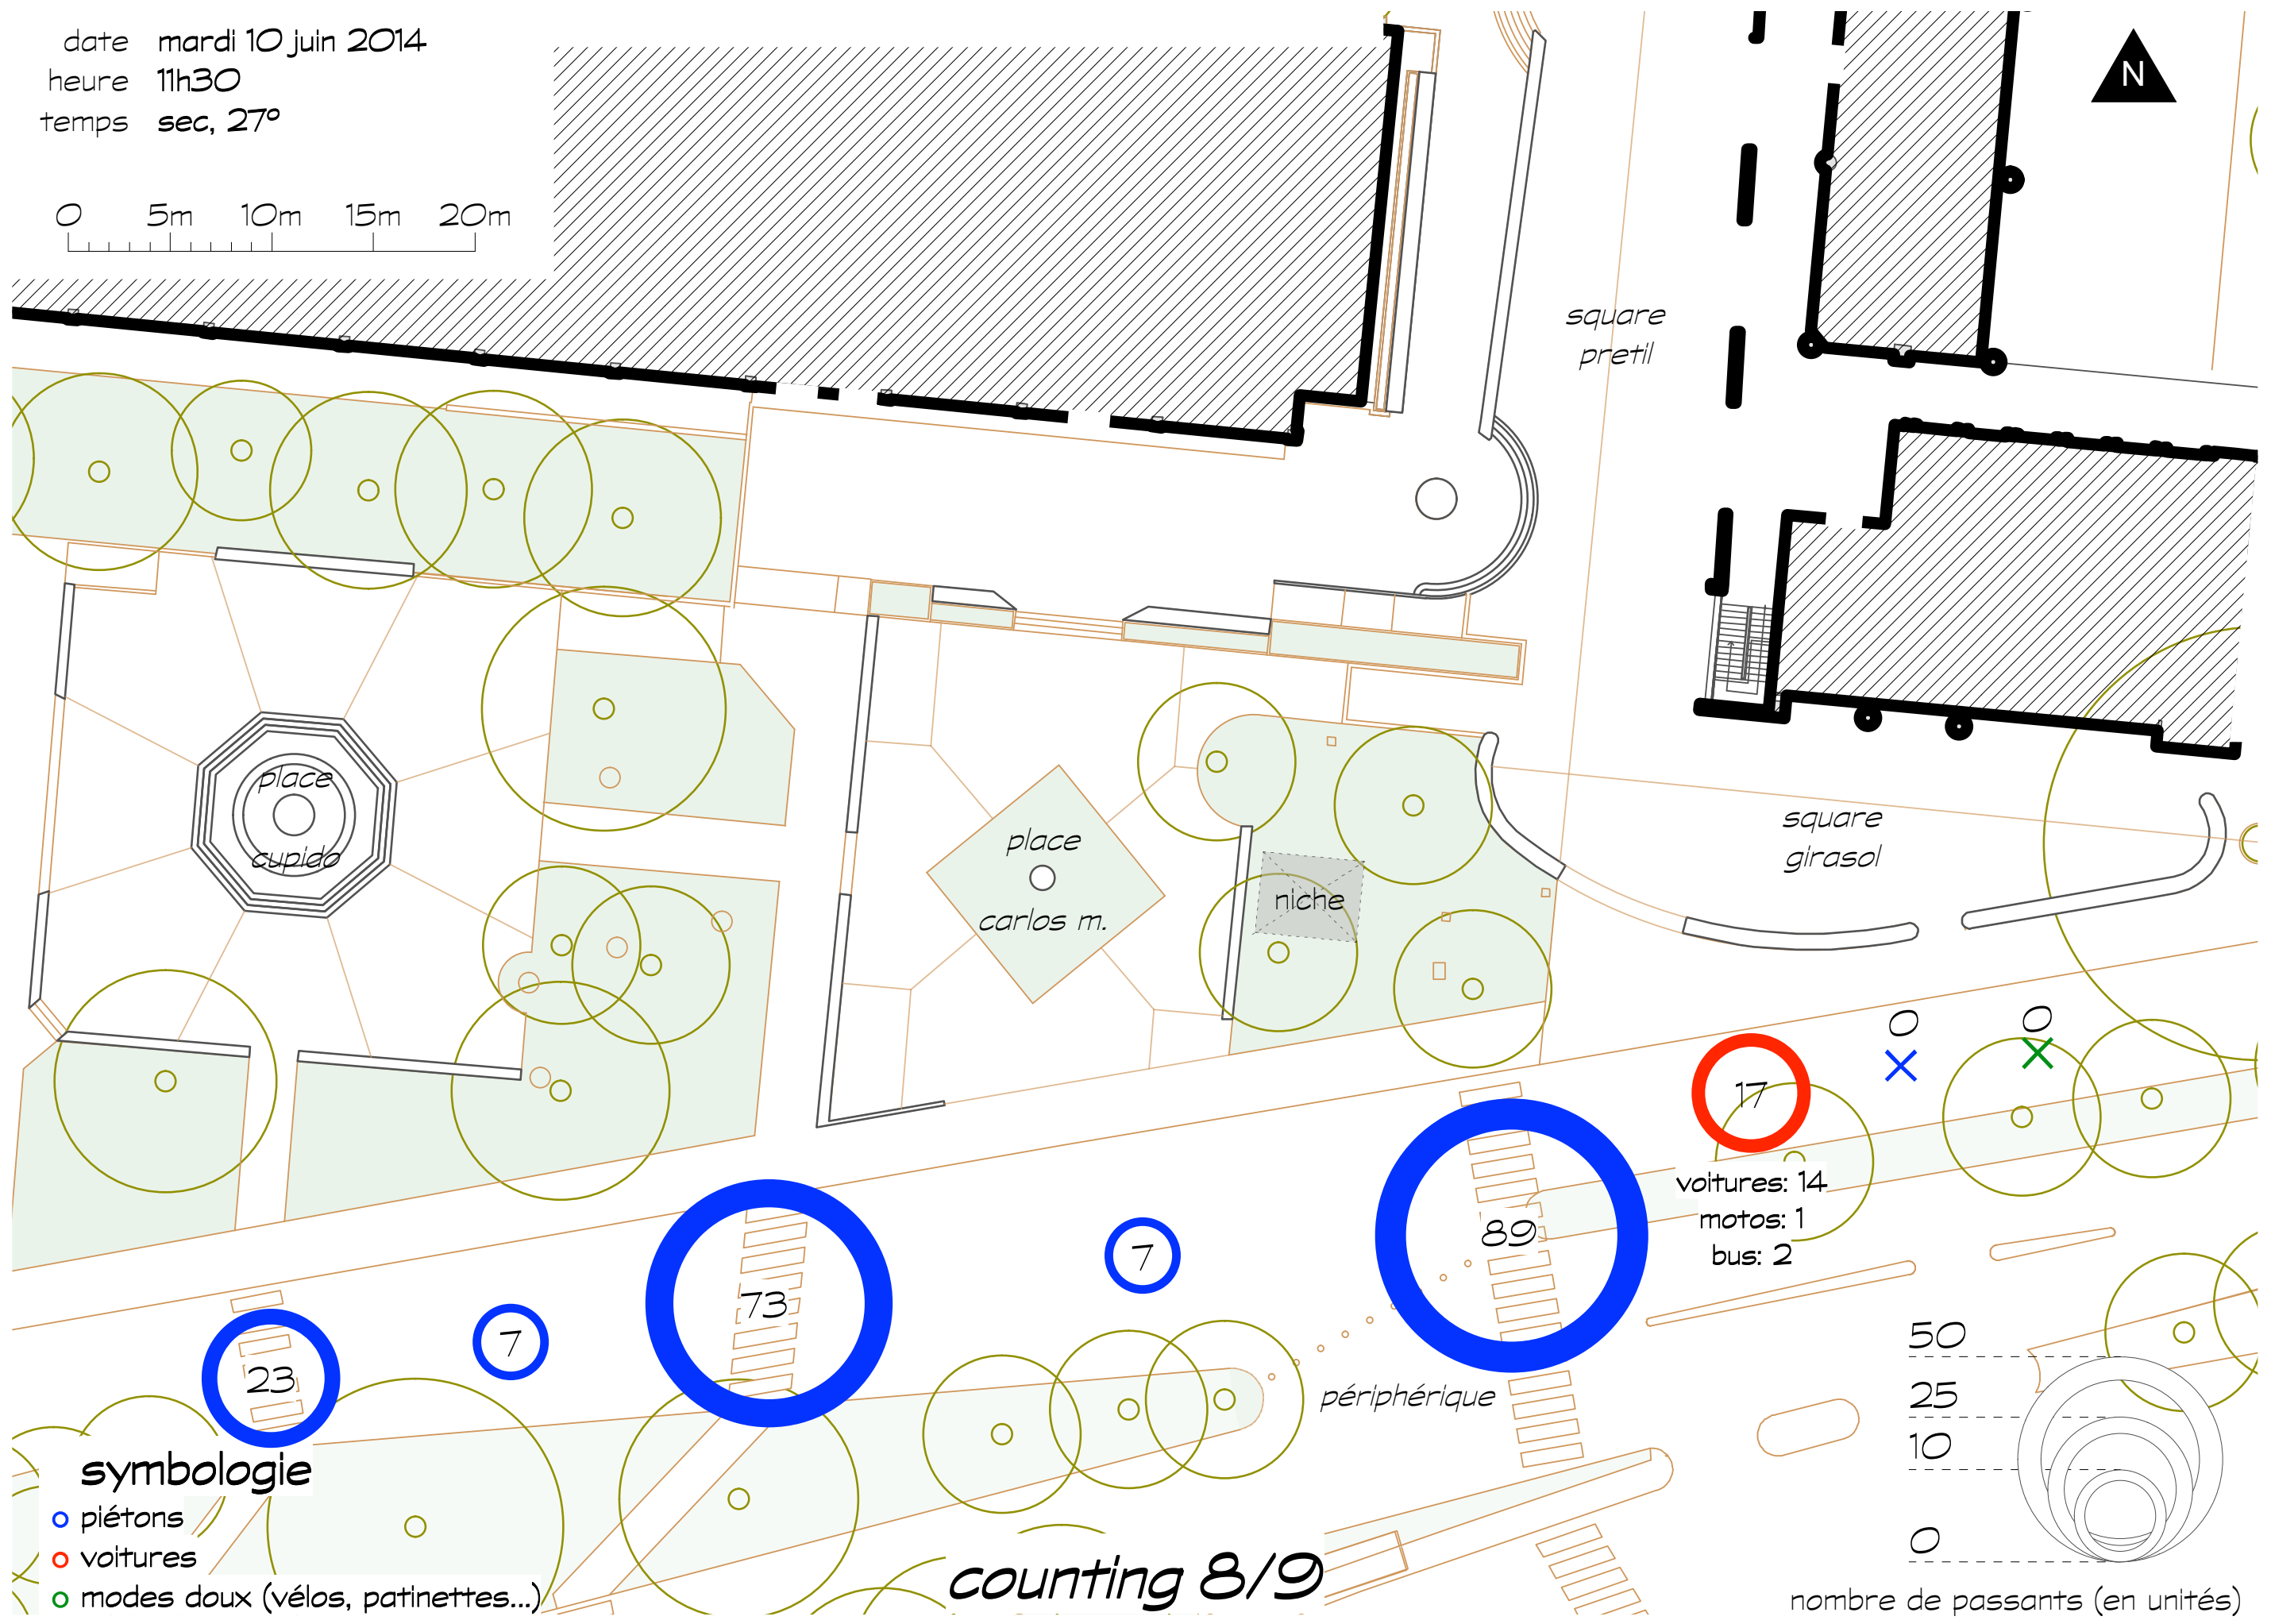 date mardi 10 juin 2014
heure 11h30
temps sec, 27°
0 5m 10m 15m 20m
N
square
pretil
place
cupido
place
carlos m.
niche
square
girasol
0
0
17
voitures: 14
motos: 1
bus: 2
89
7
73
7
23
périphérique
symbologie
piétons
voitures
modes doux (vélos, patinettes...)
counting 8/9
50
25
10
0
nombre de passants (en unités)